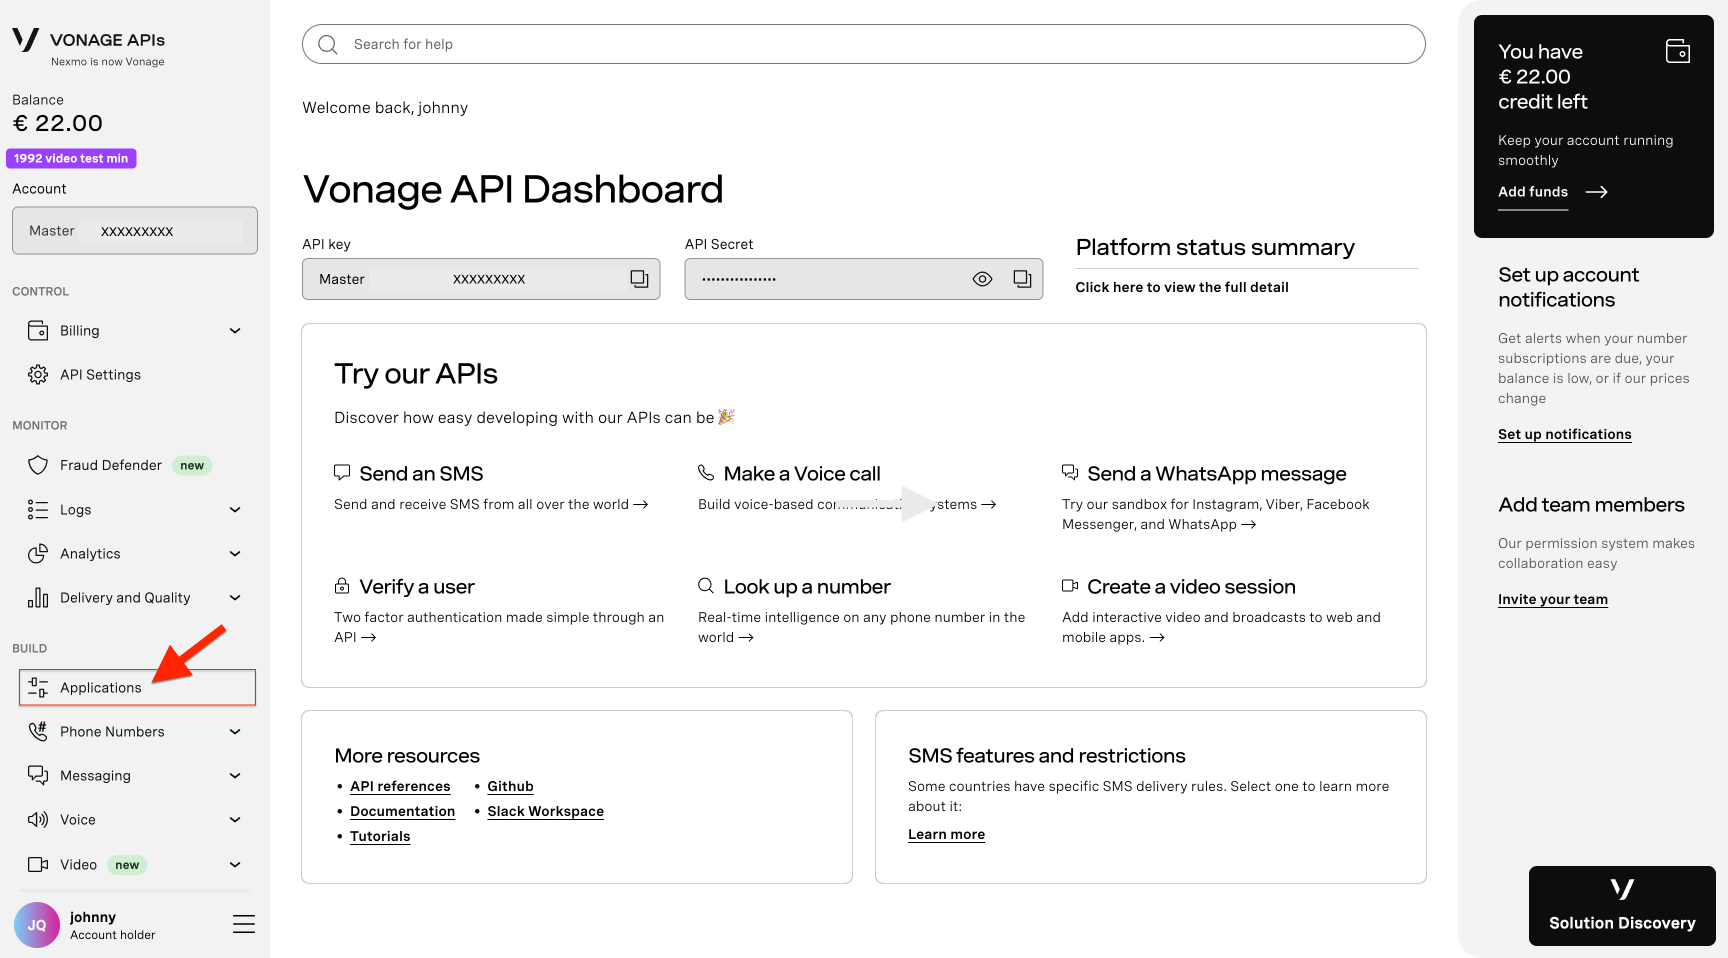 VONAGE APIs
Nexmo is now Vonage
Balance
€ 22.00
1992 video test min
Account
Master XXXXXXXXX
CONTROL
Billing
API Settings
MONITOR
Fraud Defender new
Logs
Analytics
Delivery and Quality
BUILD
Applications
Phone Numbers
Messaging
Voice
Video new
JQ
johnny
Account holder
Search for help
Welcome back, johnny
Vonage API Dashboard
API key
Master XXXXXXXXX
API Secret
••••••••••••••••
Platform status summary
Click here to view the full detail
Try our APIs
Discover how easy developing with our APIs can be 🎉
Send an SMS
Send and receive SMS from all over the world →
Make a Voice call
Build voice-based communication systems →
Send a WhatsApp message
Try our sandbox for Instagram, Viber, Facebook
Messenger, and WhatsApp →
Verify a user
Two factor authentication made simple through an
API →
Look up a number
Real-time intelligence on any phone number in the
world →
Create a video session
Add interactive video and broadcasts to web and
mobile apps. →
More resources
• API references
• Documentation
• Tutorials
• Github
• Slack Workspace
SMS features and restrictions
Some countries have specific SMS delivery rules. Select one to learn more
about it:
Learn more
You have
€ 22.00
credit left
Keep your account running
smoothly
Add funds →
Set up account
notifications
Get alerts when your number
subscriptions are due, your
balance is low, or if our prices
change
Set up notifications
Add team members
Our permission system makes
collaboration easy
Invite your team
Solution Discovery